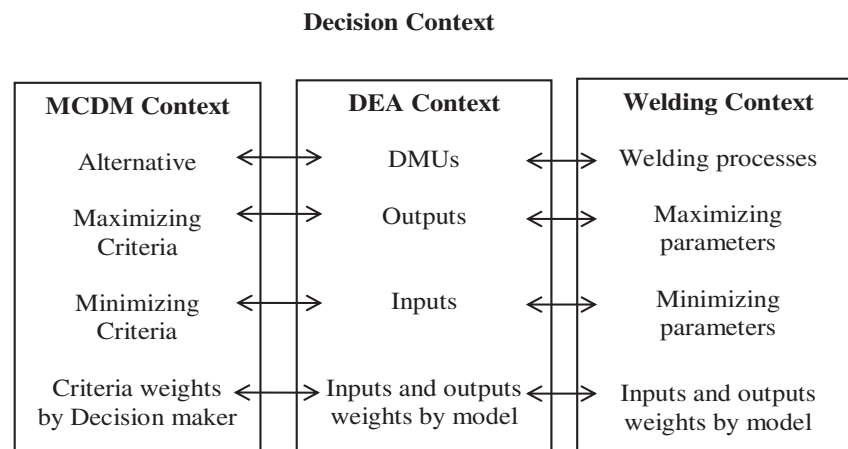 Decision Context
MCDM Context
Alternative
Maximizing
Criteria
Minimizing
Criteria
Criteria weights
by Decision maker
DEA Context
DMUs
Outputs
Inputs
Inputs and outputs
weights by model
Welding Context
Welding processes
Maximizing
parameters
Minimizing
parameters
Inputs and outputs
weights by model